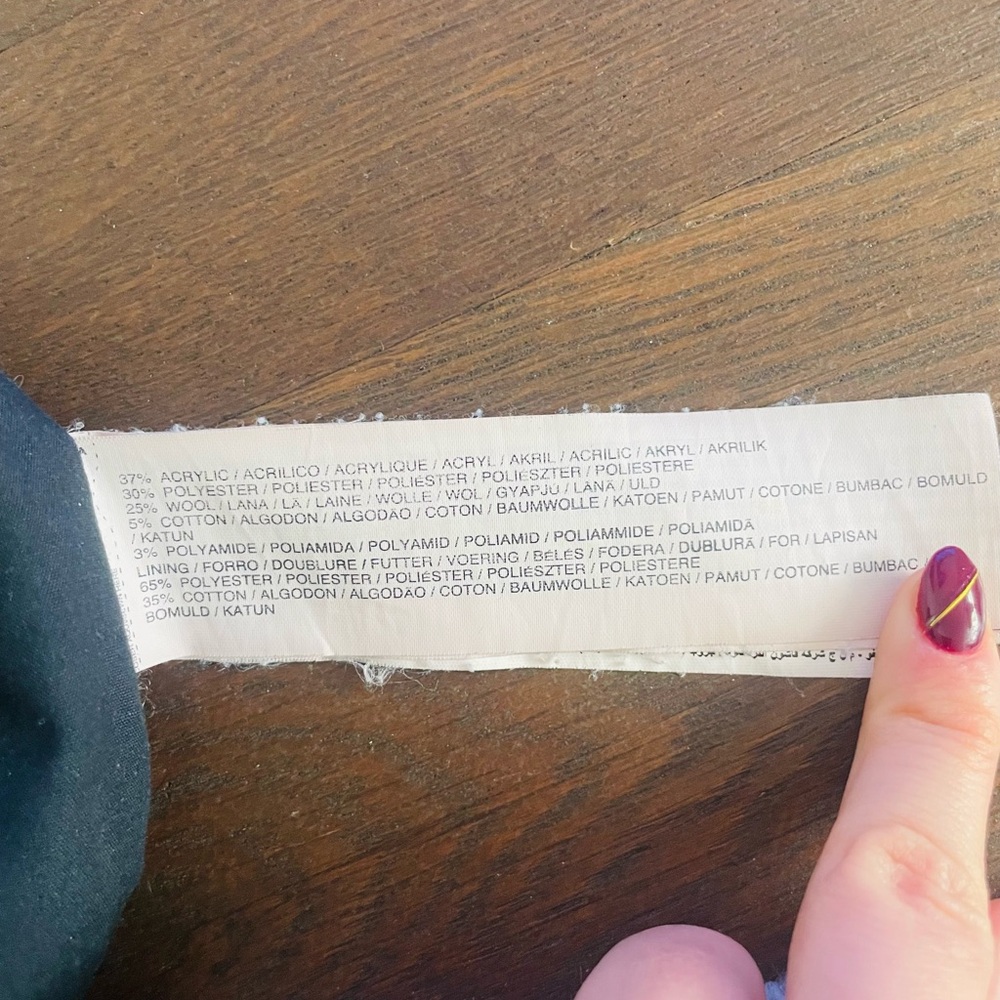 37% ACRYLIC / ACRILICO / ACRYLIQUE / ACRYL / AKRIL / ACRILIC / AKRYL / AKRILIK
30% POLYESTER / POLIESTER / POLIÉSTER / POLIÉSZTER / POLIESTERE
25% WOOL / LANA / LÃ / LAINE / WOLLE / WOL / GYAPJÚ / LÂNĂ / ULD
5% COTTON / ALGODON / ALGODÃO / COTON / BAUMWOLLE / KATOEN / PAMUT / COTONE / BUMBAC / BOMULD
/ KATUN
3% POLYAMIDE / POLIAMIDA / POLYAMID / POLIAMID / POLIAMMIDE / POLIAMIDĂ
LINING / FORRO / DOUBLURE / FUTTER / VOERING / BÉLÉS / FODERA / DUBLURĂ / FOR / LAPISAN
65% POLYESTER / POLIESTER / POLIÉSTER / POLIÉSZTER / POLIESTERE
35% COTTON / ALGODON / ALGODÃO / COTON / BAUMWOLLE / KATOEN / PAMUT / COTONE / BUMBAC /
BOMULD / KATUN